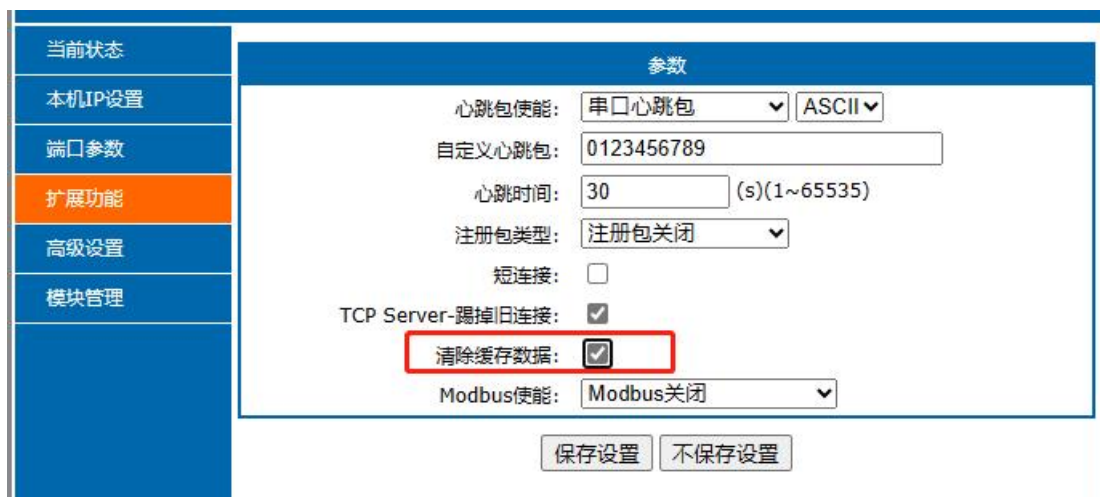 当前状态
本机IP设置
端口参数
扩展功能
高级设置
模块管理
参数
心跳包使能: 串口心跳包 ASCII
自定义心跳包: 0123456789
心跳时间: 30 (s)(1~65535)
注册包类型: 注册包关闭
短连接:
TCP Server-踢掉旧连接:
清除缓存数据:
Modbus使能: Modbus关闭
保存设置 不保存设置